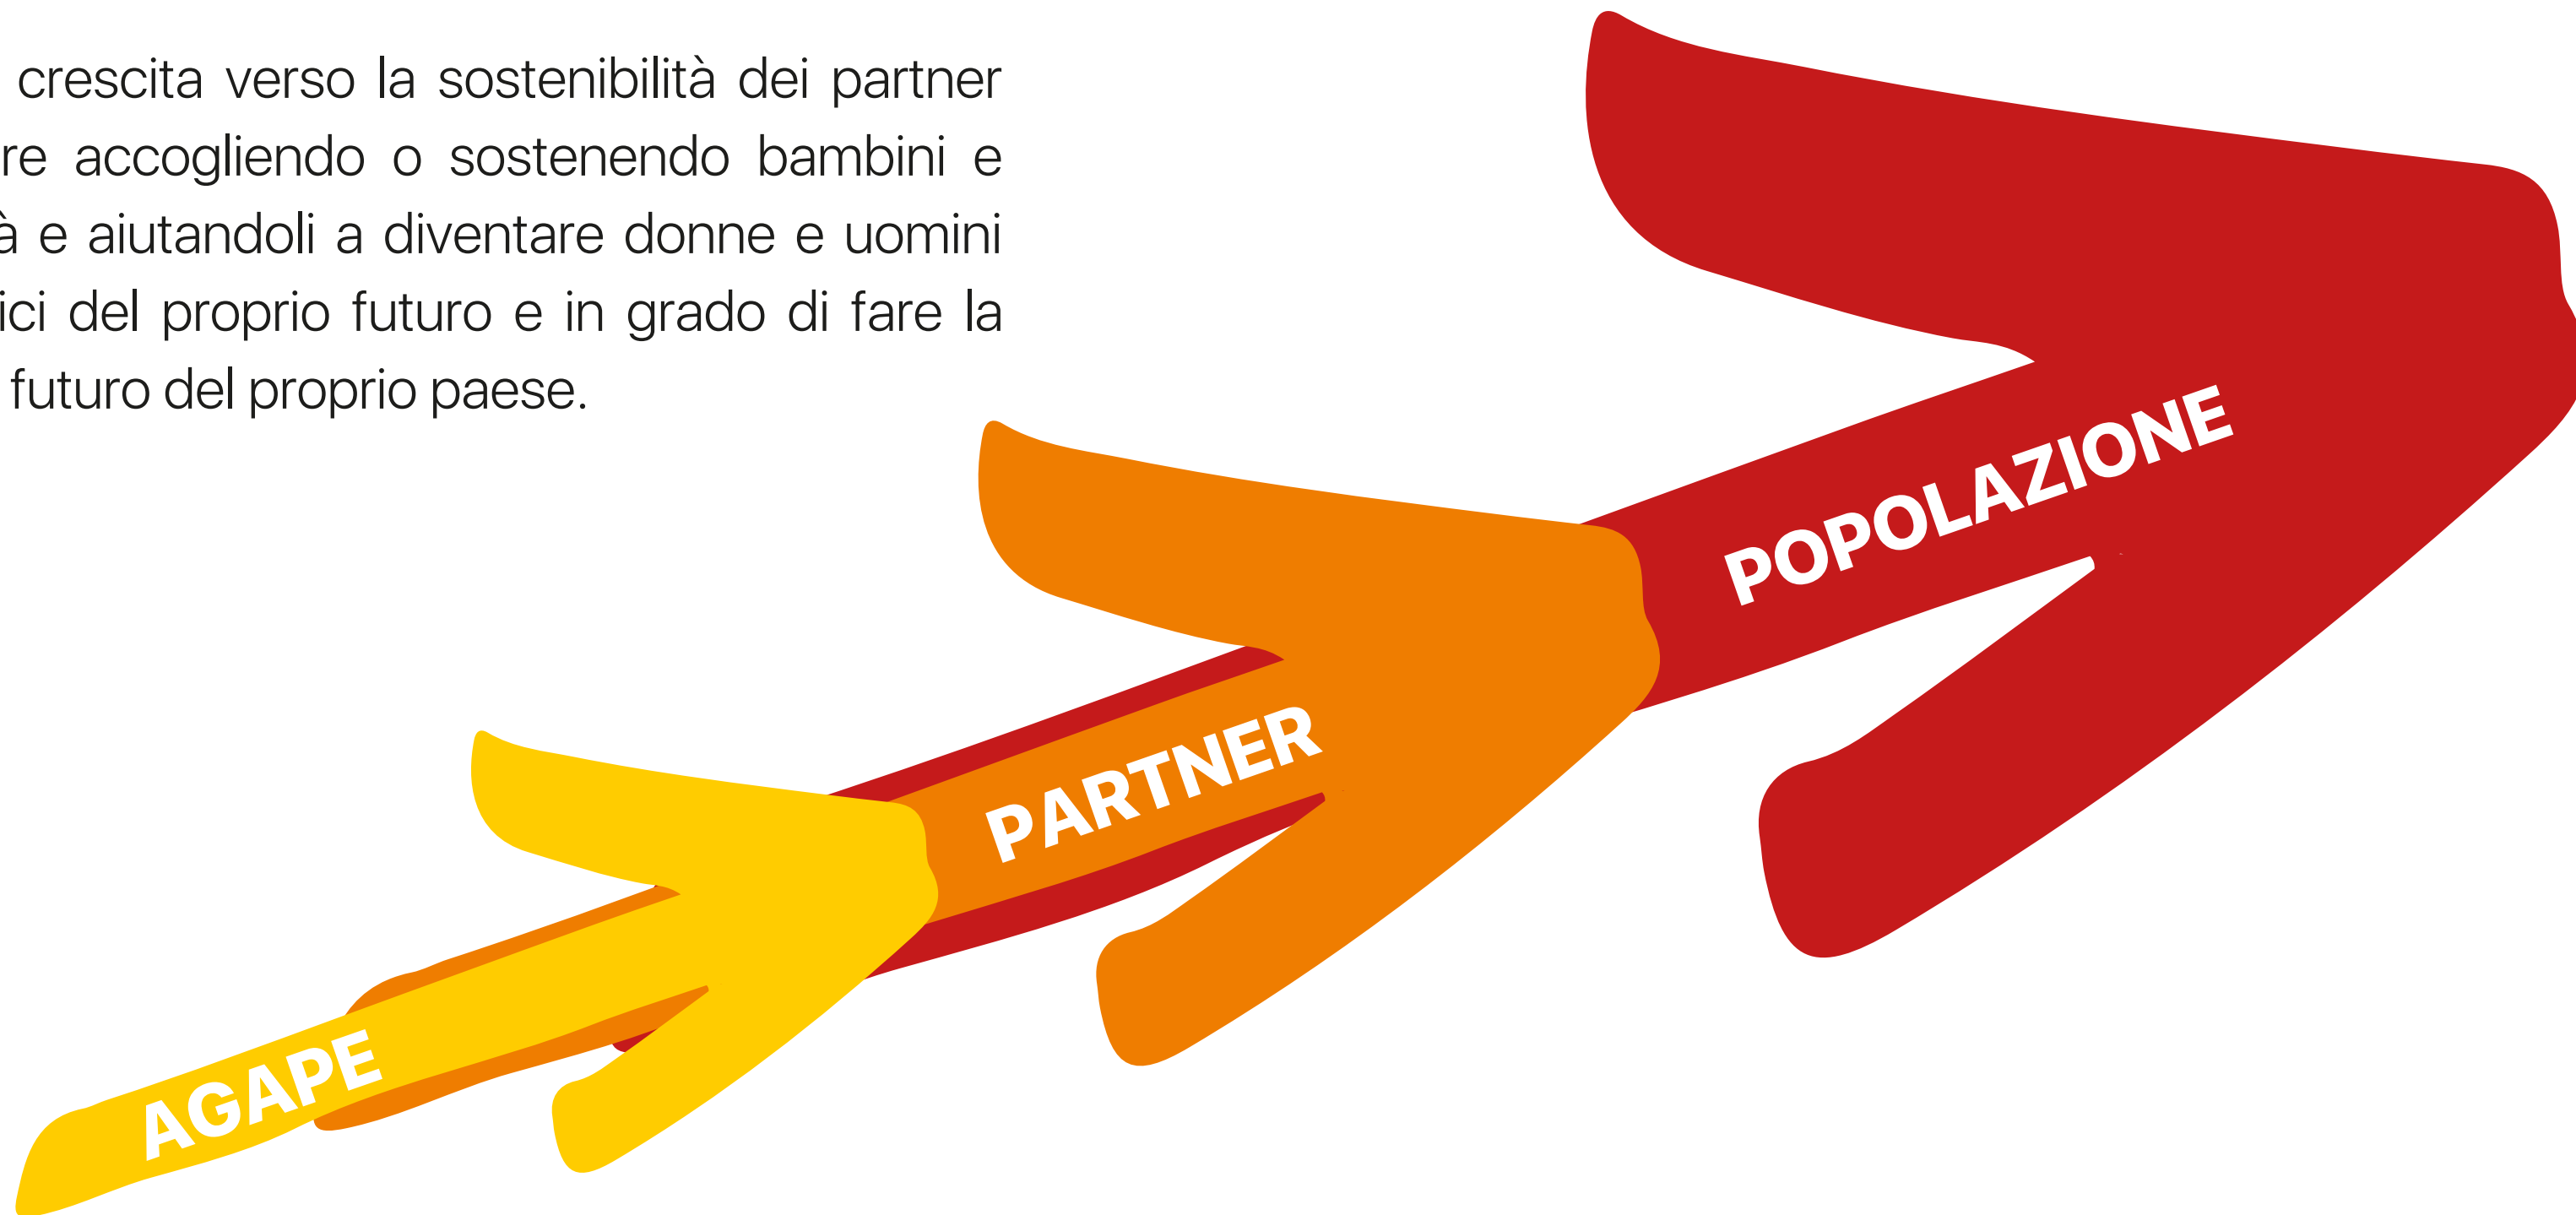 crescita verso la sostenibilità dei partner
re accogliendo o sostenendo bambini e
à e aiutandoli a diventare donne e uomini
ici del proprio futuro e in grado di fare la
futuro del proprio paese.
POPOLAZIONE
PARTNER
AGAPE